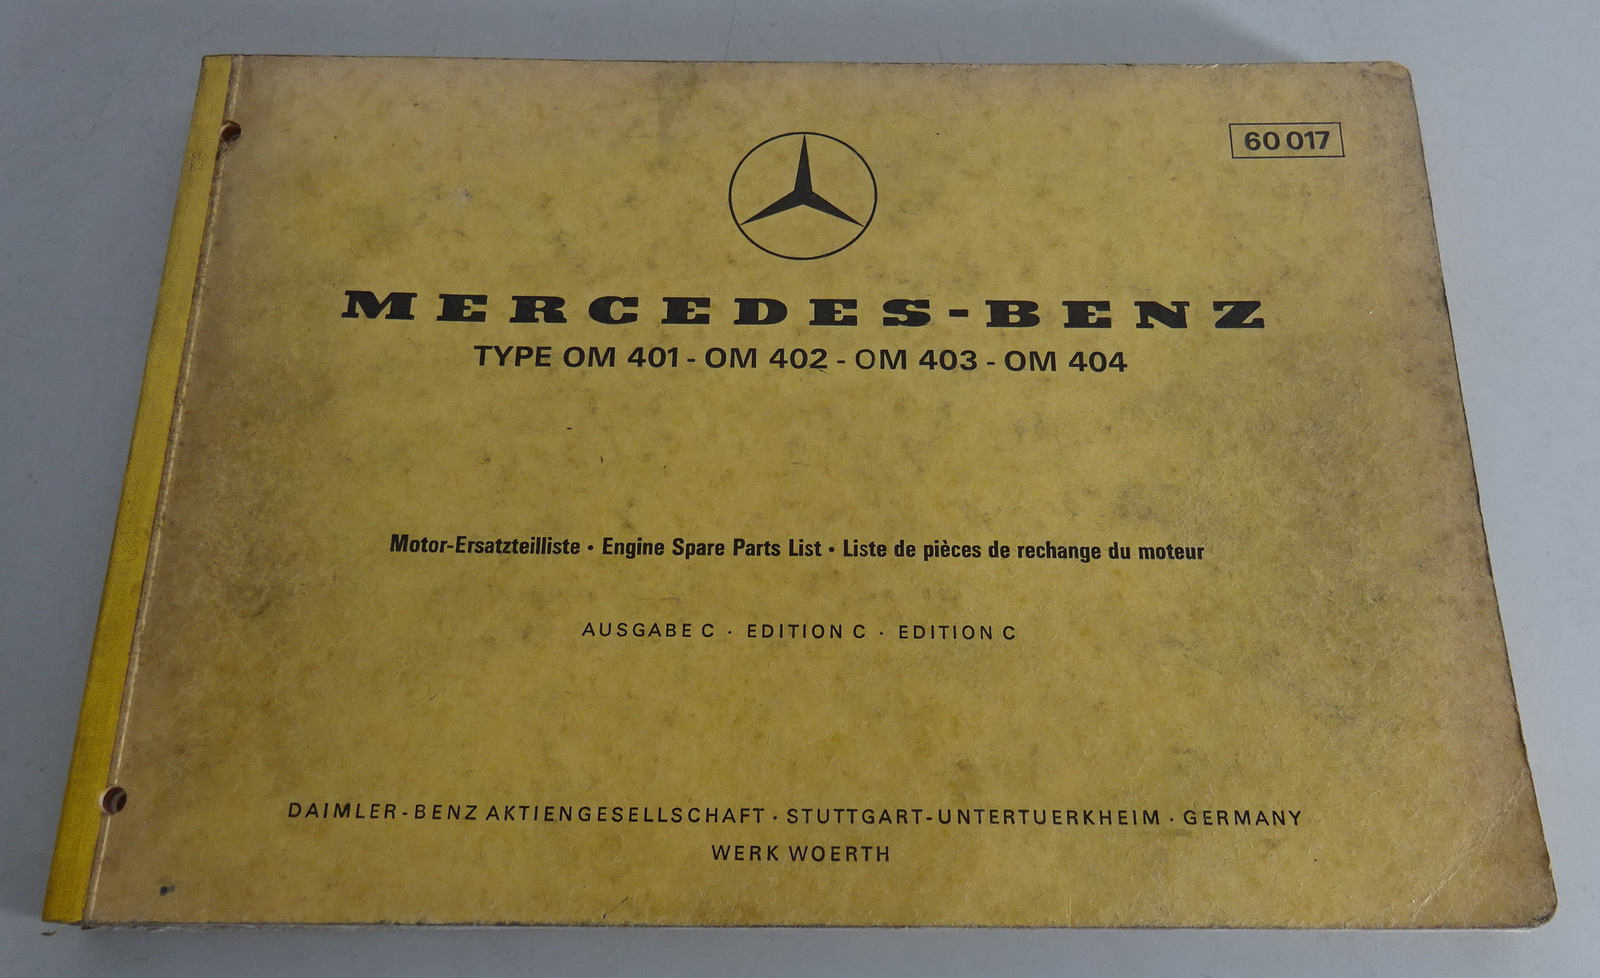 60 017
MERCEDES-BENZ
TYPE OM 401 - OM 402 - OM 403 - OM 404
Motor-Ersatzteilliste • Engine Spare Parts List • Liste de pièces de rechange du moteur
AUSGABE C · EDITION C · EDITION C
DAIMLER-BENZ AKTIENGESELLSCHAFT · STUTTGART-UNTERTUERKHEIM · GERMANY
WERK WOERTH